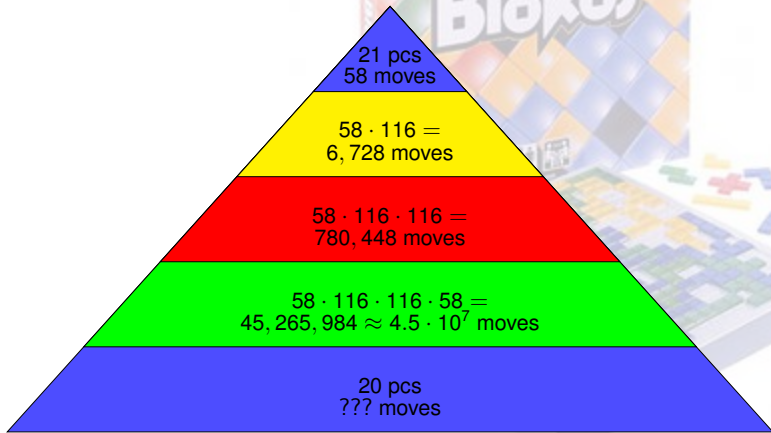 Blokus
21 pcs
58 moves
58 · 116 =
6, 728 moves
58 · 116 · 116 =
780, 448 moves
58 · 116 · 116 · 58 =
45, 265, 984 ≈ 4.5 · 10⁷ moves
20 pcs
??? moves